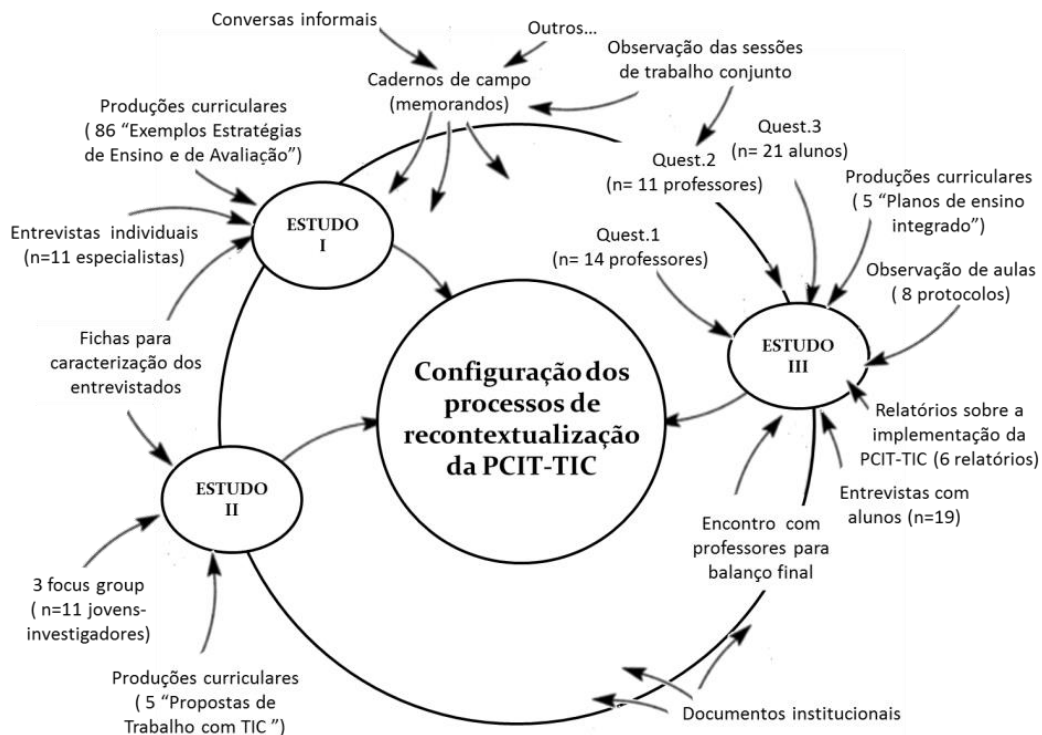 Conversas informais
Outros...
Cadernos de campo
(memorandos)
Observação das sessões
de trabalho conjunto
Produções curriculares
( 86 “Exemplos Estratégias
de Ensino e de Avaliação”)
Entrevistas individuais
(n=11 especialistas)
ESTUDO
I
Fichas para
caracterização dos
entrevistados
ESTUDO
II
3 focus group
( n=11 jovens-
investigadores)
Produções curriculares
( 5 “Propostas de
Trabalho com TIC ”)
Configuração dos
processos de
recontextualização
da PCIT-TIC
Quest.1
(n= 14 professores)
Quest.2
(n= 11 professores)
Quest.3
(n= 21 alunos)
Produções curriculares
( 5 “Planos de ensino
integrado”)
Observação de aulas
( 8 protocolos)
ESTUDO
III
Relatórios sobre a
implementação da
PCIT-TIC (6 relatórios)
Entrevistas com
alunos (n=19)
Encontro com
professores para
balanço final
Documentos institucionais